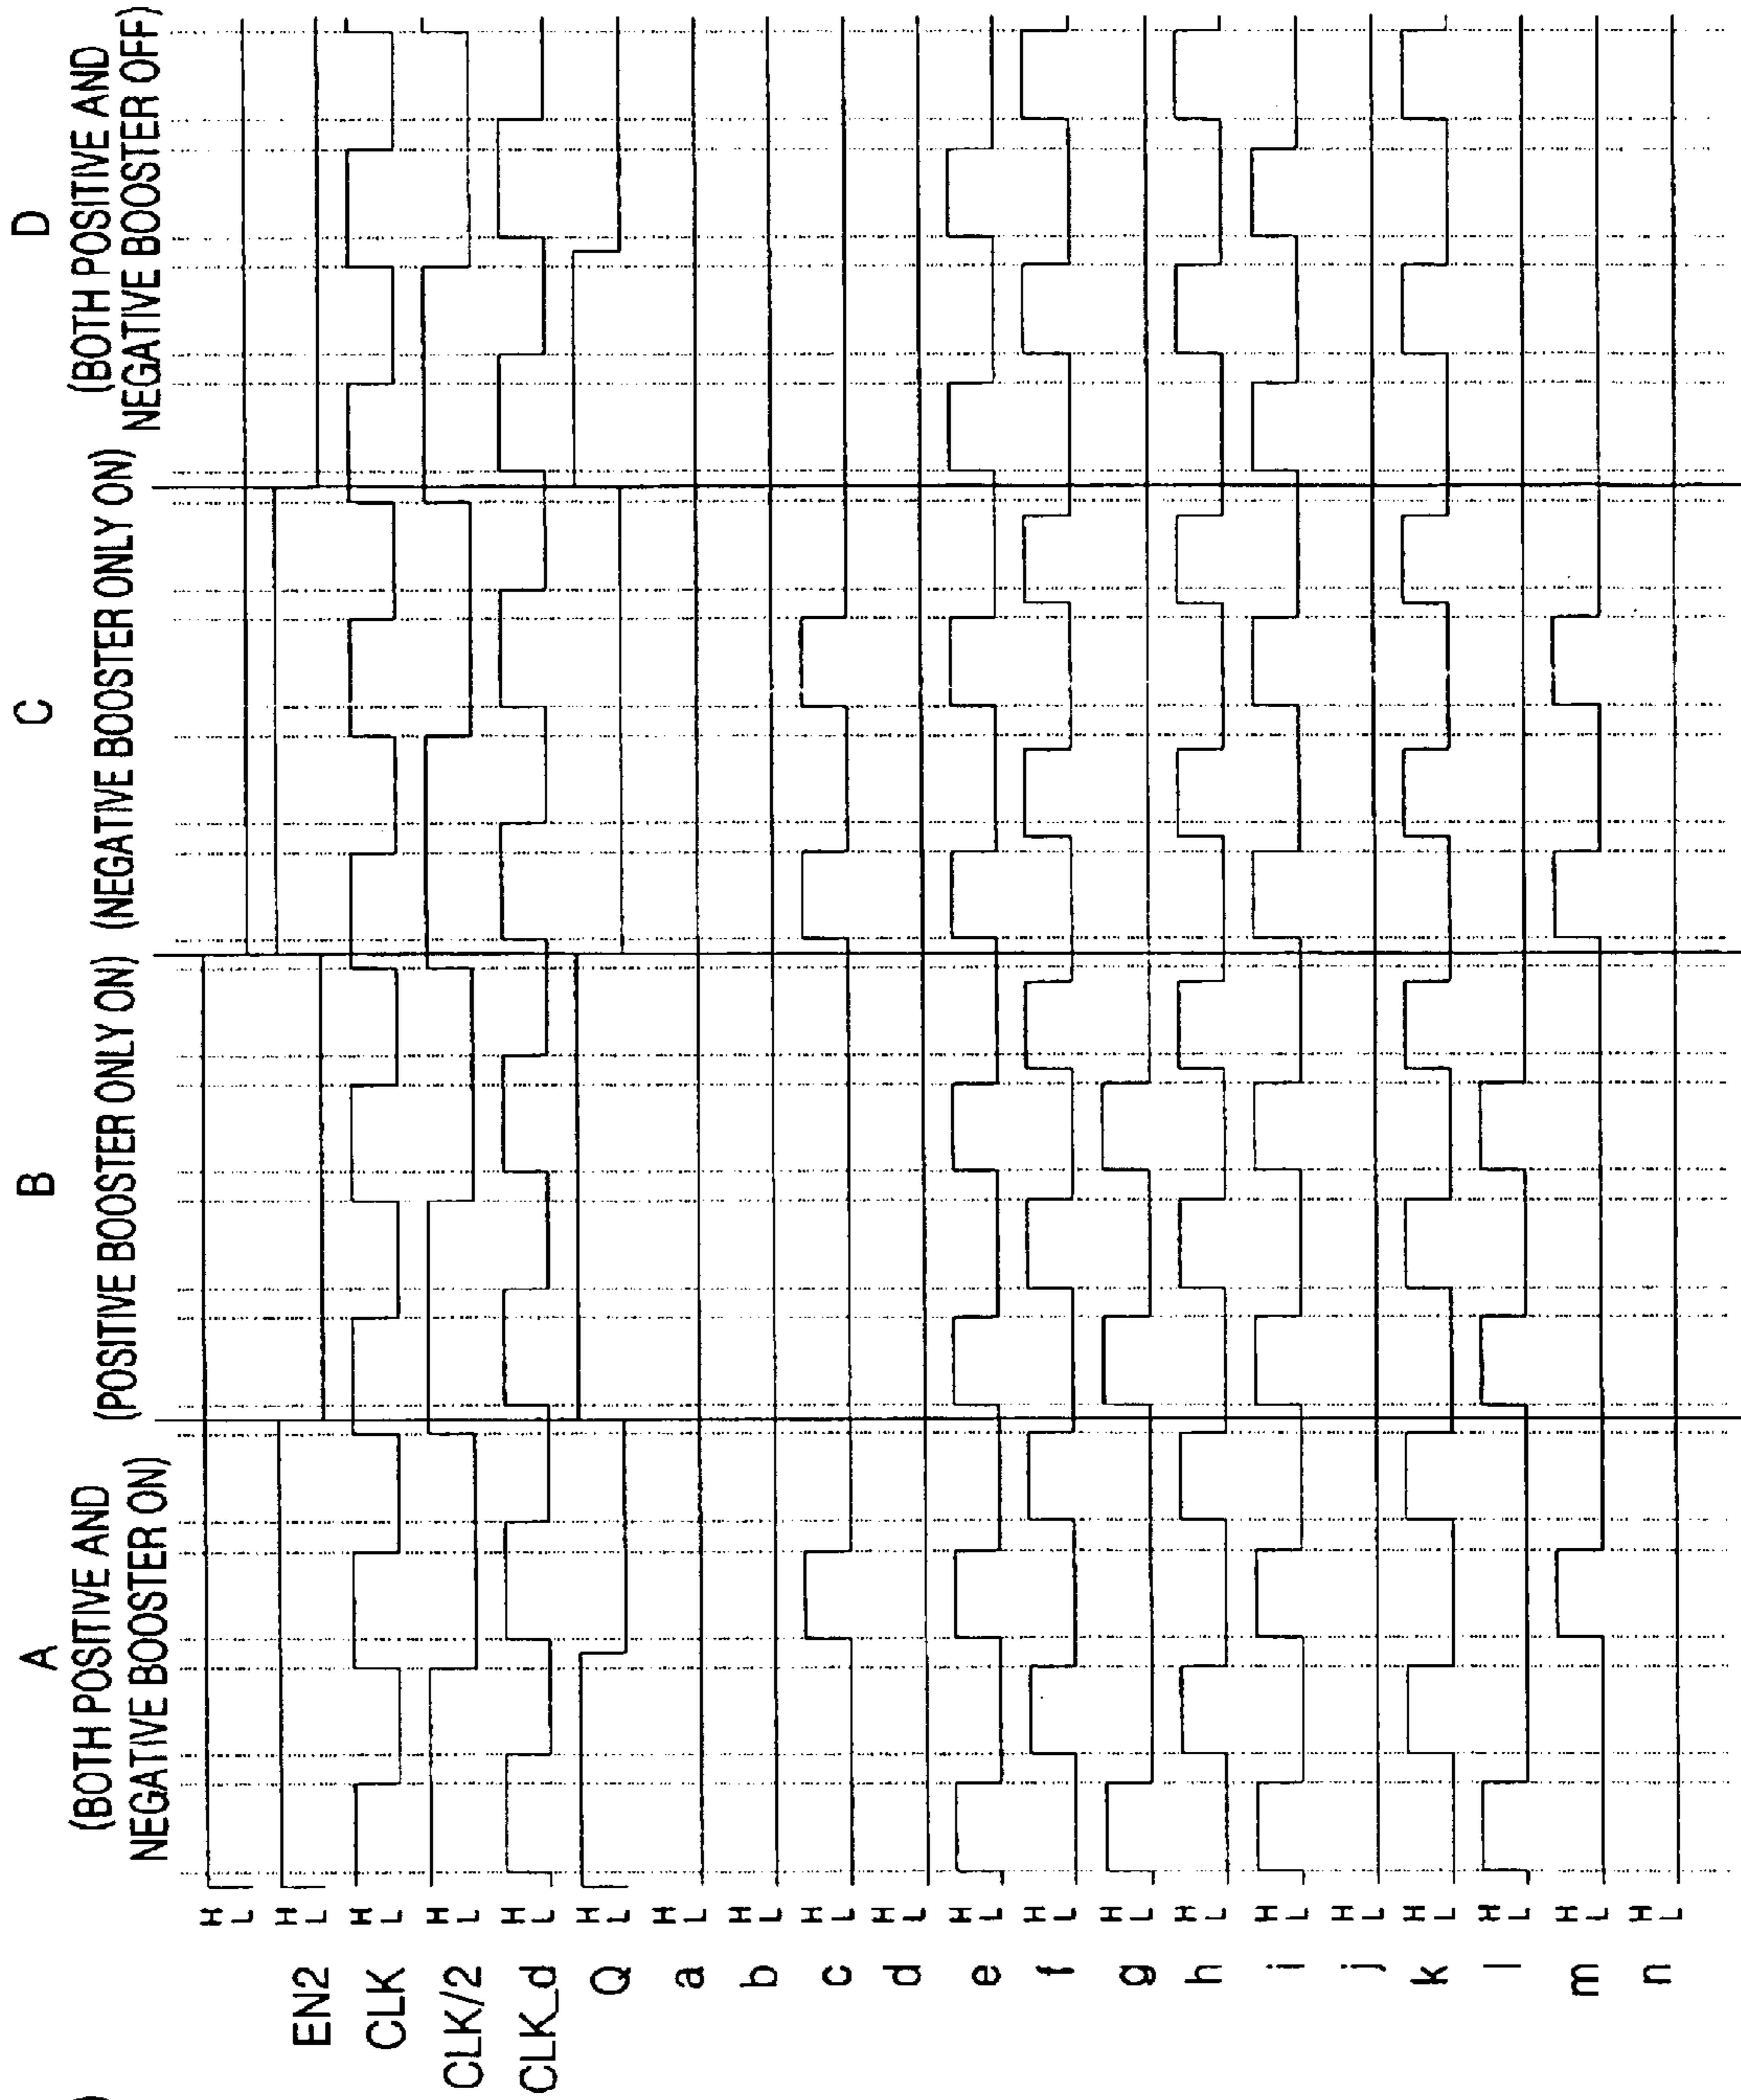 A
(BOTH POSITIVE AND
NEGATIVE BOOSTER ON)
B
(POSITIVE BOOSTER ONLY ON)
C
(NEGATIVE BOOSTER ONLY ON)
D
(BOTH POSITIVE AND
NEGATIVE BOOSTER OFF)
H
L
EN2 H
L
CLK H
L
CLK/2 H
L
CLK_d H
L
Q H
L
a H
L
b H
L
c H
L
d H
L
e H
L
f H
L
g H
L
h H
L
i H
L
j H
L
k H
L
l H
L
m H
L
n H
L